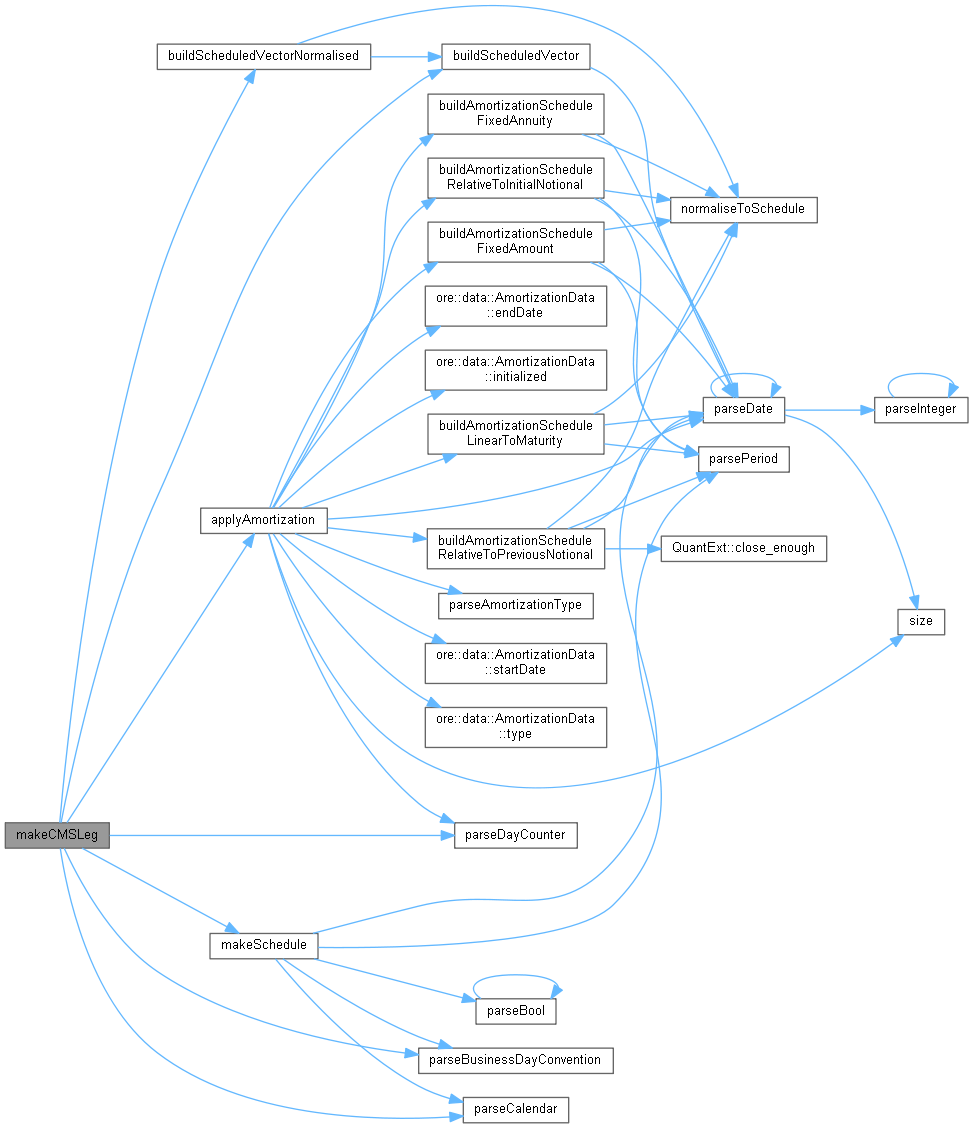 buildScheduledVectorNormalised
buildScheduledVector
buildAmortizationSchedule
FixedAnnuity
buildAmortizationSchedule
RelativeToInitialNotional
normaliseToSchedule
buildAmortizationSchedule
FixedAmount
ore::data::AmortizationData
::endDate
ore::data::AmortizationData
::initialized
parseDate
parseInteger
buildAmortizationSchedule
LinearToMaturity
parsePeriod
applyAmortization
buildAmortizationSchedule
RelativeToPreviousNotional
QuantExt::close_enough
parseAmortizationType
size
ore::data::AmortizationData
::startDate
ore::data::AmortizationData
::type
makeCMSLeg
parseDayCounter
makeSchedule
parseBool
parseBusinessDayConvention
parseCalendar